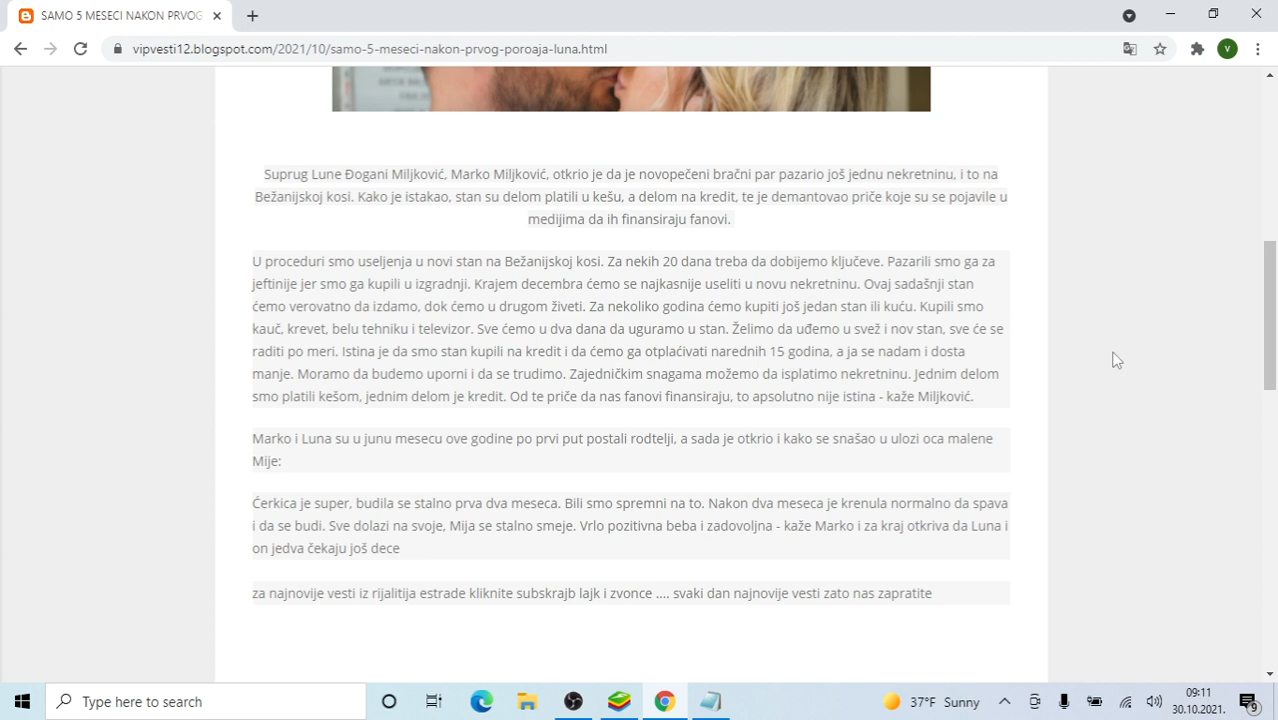 SAMO 5 MESECI NAKON PRVOG
vipvesti12.blogspot.com/2021/10/samo-5-meseci-nakon-prvog-poroaja-luna.html
V
Suprug Lune Đogani Miljković, Marko Miljković, otkrio je da je novopečeni bračni par pazario još jednu nekretninu, i to na
Bežanijskoj kosi. Kako je istakao, stan su delom platili u kešu, a delom na kredit, te je demantovao priče koje su se pojavile u
medijima da ih finansiraju fanovi.
U proceduri smo useljenja u novi stan na Bežanijskoj kosi. Za nekih 20 dana treba da dobijemo ključeve. Pazarili smo ga za
jeftinije jer smo ga kupili u izgradnji. Krajem decembra ćemo se najkasnije useliti u novu nekretninu. Ovaj sadašnji stan
ćemo verovatno da izdamo, dok ćemo u drugom živeti. Za nekoliko godina ćemo kupiti još jedan stan ili kuću. Kupili smo
kauč, krevet, belu tehniku i televizor. Sve ćemo u dva dana da uguramo u stan. Želimo da uđemo u svež i nov stan, sve će se
raditi po meri. Istina je da smo stan kupili na kredit i da ćemo ga otplaćivati narednih 15 godina, a ja se nadam i dosta
manje. Moramo da budemo uporni i da se trudimo. Zajedničkim snagama možemo da isplatimo nekretninu. Jednim delom
smo platili kešom, jednim delom je kredit. Od te priče da nas fanovi finansiraju, to apsolutno nije istina - kaže Miljković.
Marko i Luna su u junu mesecu ove godine po prvi put postali rodtelji, a sada je otkrio i kako se snašao u ulozi oca malene
Mije:
Ćerkica je super, budila se stalno prva dva meseca. Bili smo spremni na to. Nakon dva meseca je krenula normalno da spava
i da se budi. Sve dolazi na svoje, Mija se stalno smeje. Vrlo pozitivna beba i zadovoljna - kaže Marko i za kraj otkriva da Luna i
on jedva čekaju još dece
za najnovije vesti iz rijalitija estrade kliknite subskrajb lajk i zvonce .... svaki dan najnovije vesti zato nas zapratite
Type here to search
37°F Sunny
09:11
30.10.2021.
9